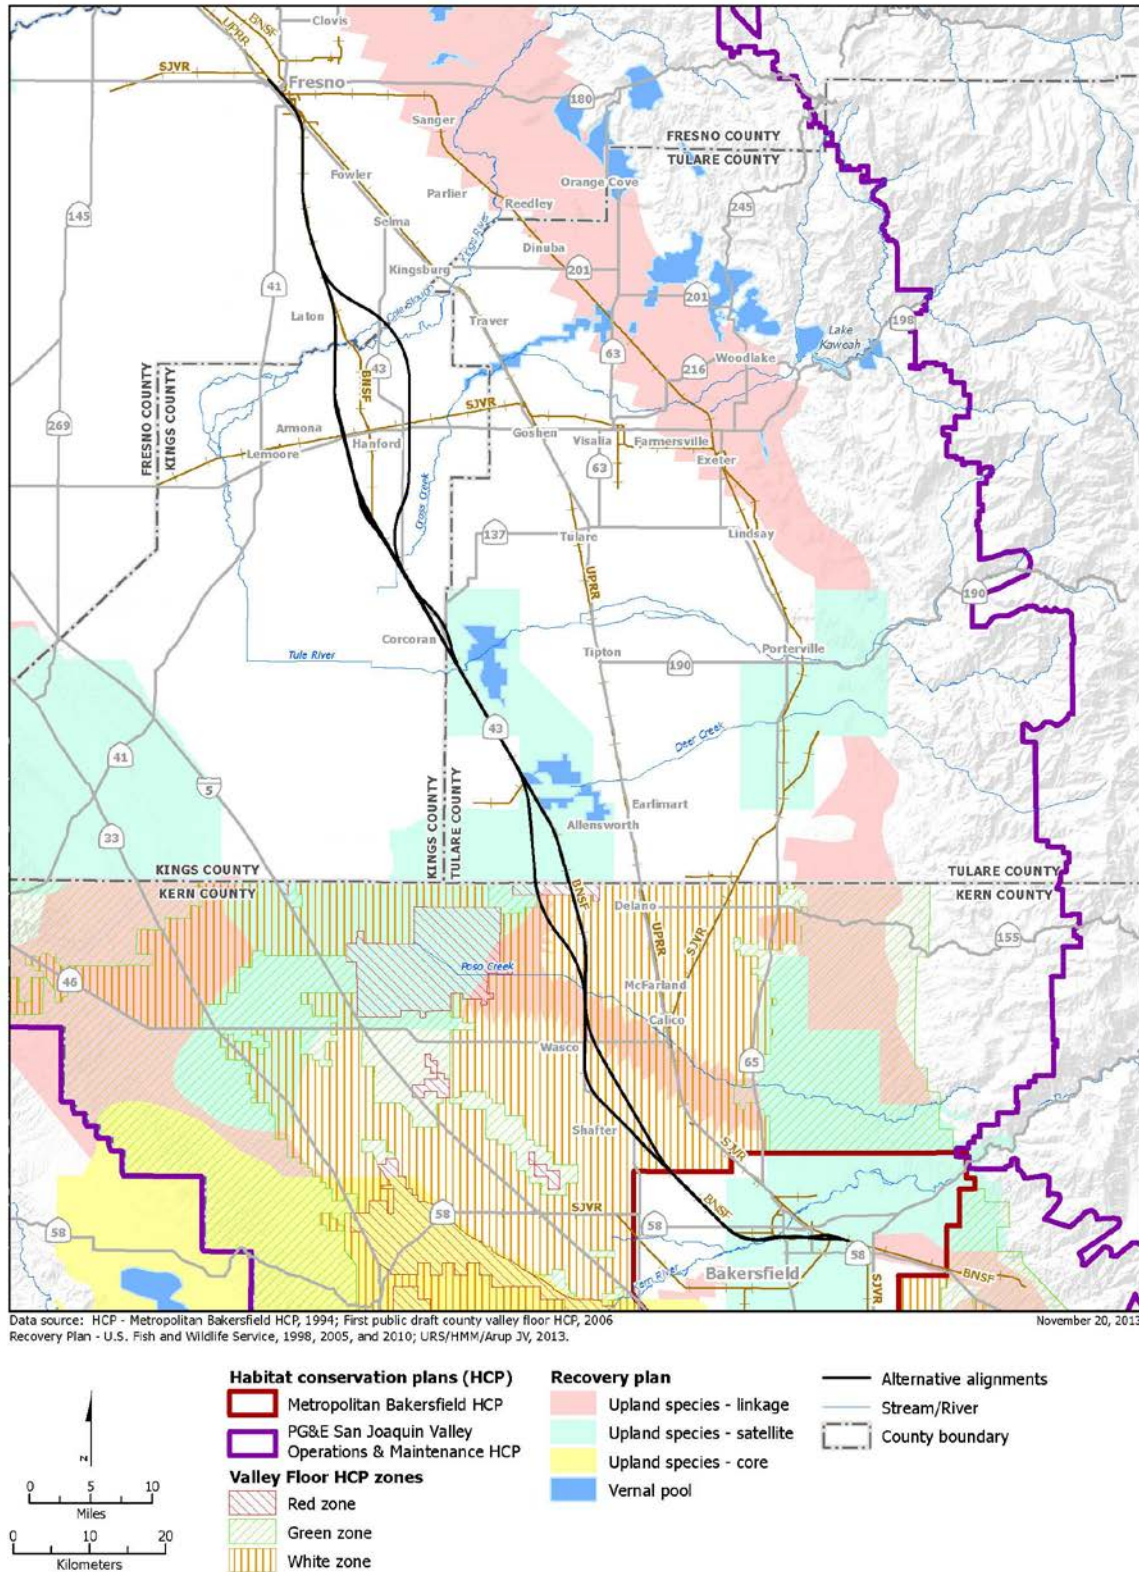 Clovis
BNSF
UPRR
SJVR
Fresno
180
Sanger
FRESNO COUNTY
TULARE COUNTY
Fowler
Parlier
Orange Cove
145
Selma
Reedley
245
Kings River
Dinuba
Kingsburg
201
41
Cole Slough
201
Laton
Traver
198
Lake
Kaweah
43
63
Woodlake
216
BNSF
FRESNO COUNTY
KINGS COUNTY
269
SJVR
Armona
Hanford
Goshen
Visalia
Farmersville
Lemoore
Exeter
63
Cross Creek
137
Tulare
Lindsay
UPRR
190
Corcoran
Tule River
Tipton
190
Porterville
43
Deer Creek
41
5
KINGS COUNTY
TULARE COUNTY
Earlimart
33
Allensworth
KINGS COUNTY
KERN COUNTY
TULARE COUNTY
KERN COUNTY
BNSF
Delano
UPRR
SJVR
155
Poso Creek
46
McFarland
Calico
Wasco
65
Shafter
SJVR
BNSF
SJVR
58
58
58
58
Kern River
Bakersfield
BNSF
SJVR
Data source: HCP - Metropolitan Bakersfield HCP, 1994; First public draft county valley floor HCP, 2006
November 20, 2013
Recovery Plan - U.S. Fish and Wildlife Service, 1998, 2005, and 2010; URS/HMM/Arup JV, 2013.
Habitat conservation plans (HCP)
Metropolitan Bakersfield HCP
PG&E San Joaquin Valley
Operations & Maintenance HCP
Valley Floor HCP zones
Red zone
Green zone
White zone
Recovery plan
Upland species - linkage
Upland species - satellite
Upland species - core
Vernal pool
Alternative alignments
Stream/River
County boundary
N
0 5 10
Miles
0 10 20
Kilometers